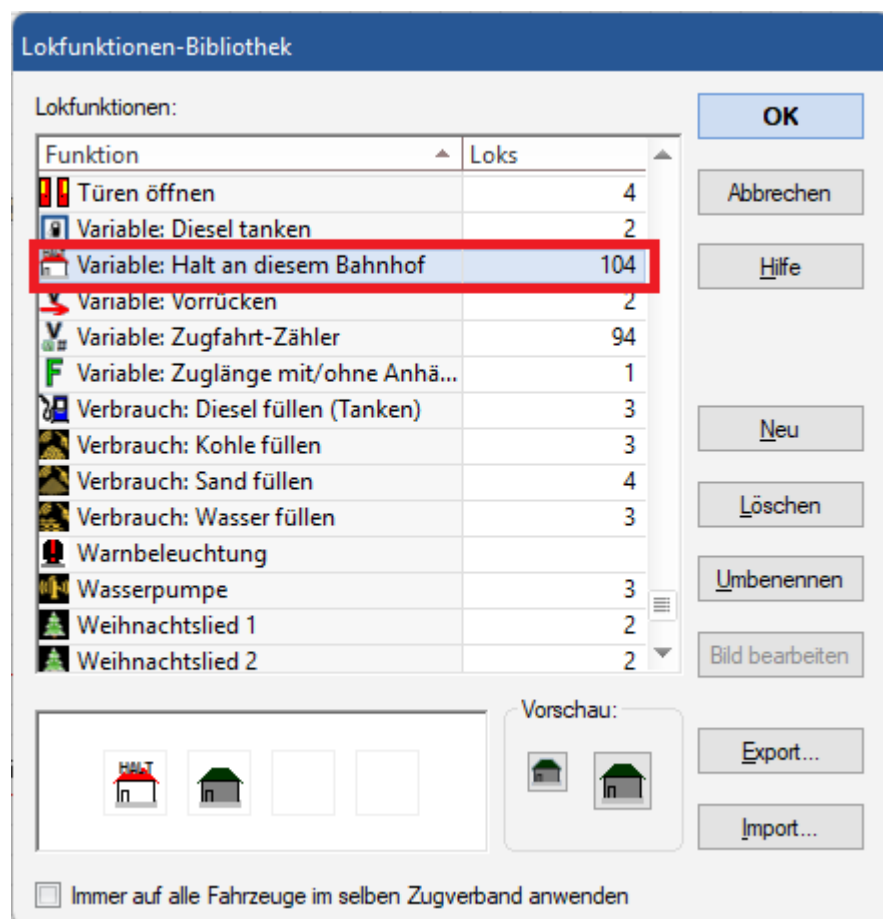 Lokfunktionen-Bibliothek
Lokfunktionen:
Funktion Loks
Türen öffnen 4
Variable: Diesel tanken 2
Variable: Halt an diesem Bahnhof 104
Variable: Vorrücken 2
Variable: Zugfahrt-Zähler 94
Variable: Zuglänge mit/ohne Anhä... 1
Verbrauch: Diesel füllen (Tanken) 3
Verbrauch: Kohle füllen 3
Verbrauch: Sand füllen 4
Verbrauch: Wasser füllen 3
Warnbeleuchtung
Wasserpumpe 3
Weihnachtslied 1 2
Weihnachtslied 2 2
OK
Abbrechen
Hilfe
Neu
Löschen
Umbenennen
Bild bearbeiten
Export...
Import...
HALT
Vorschau:
Immer auf alle Fahrzeuge im selben Zugverband anwenden